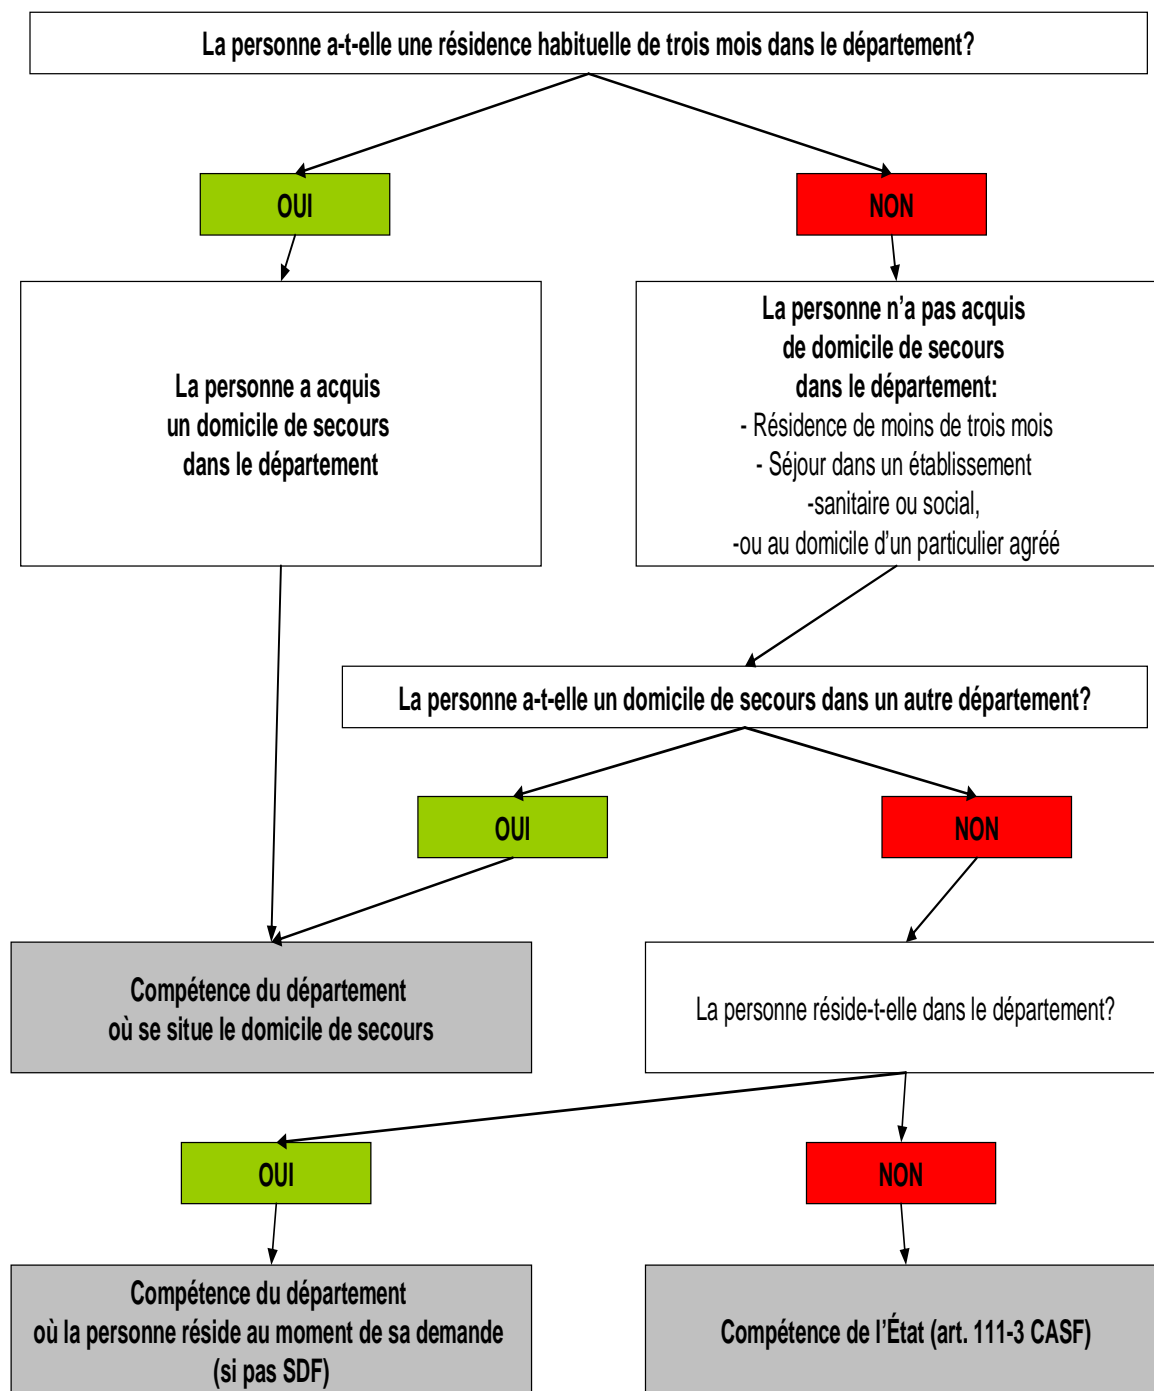 La personne a-t-elle une résidence habituelle de trois mois dans le département?
OUI
NON
La personne a acquis
un domicile de secours
dans le département
La personne n’a pas acquis
de domicile de secours
dans le département:
- Résidence de moins de trois mois
- Séjour dans un établissement
-sanitaire ou social,
-ou au domicile d’un particulier agréé
La personne a-t-elle un domicile de secours dans un autre département?
OUI
NON
Compétence du département
où se situe le domicile de secours
La personne réside-t-elle dans le département?
OUI
NON
Compétence du département
où la personne réside au moment de sa demande
(si pas SDF)
Compétence de l’État (art. 111-3 CASF)